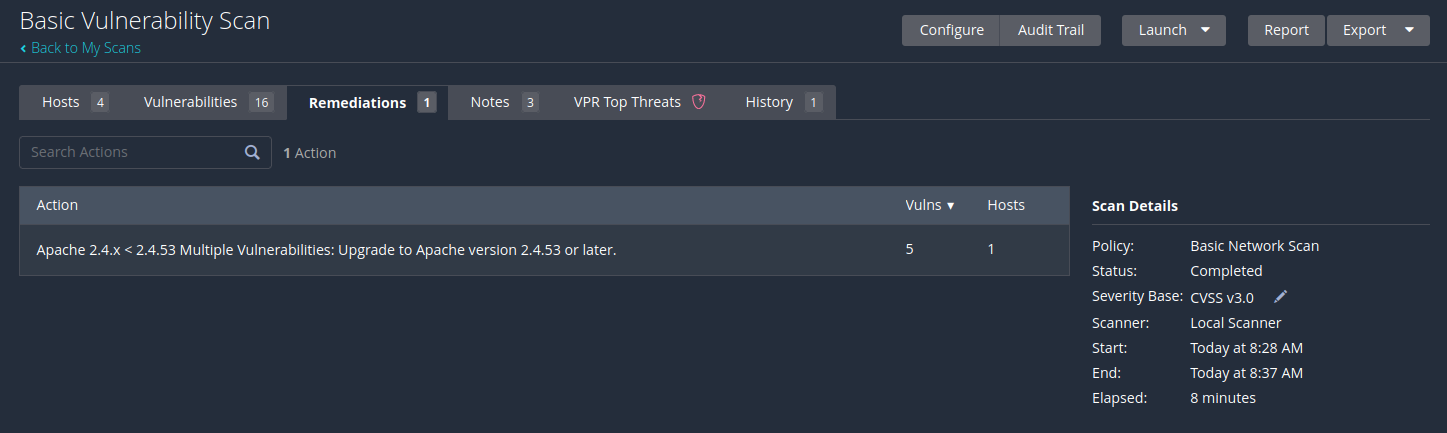 Basic Vulnerability Scan
Back to My Scans
Configure Audit Trail Launch Report Export
Hosts 4 Vulnerabilities 16 Remediations 1 Notes 3 VPR Top Threats History 1
Search Actions 1 Action
Action Vulns Hosts
Apache 2.4.x < 2.4.53 Multiple Vulnerabilities: Upgrade to Apache version 2.4.53 or later. 5 1
Scan Details
Policy: Basic Network Scan
Status: Completed
Severity Base: CVSS v3.0
Scanner: Local Scanner
Start: Today at 8:28 AM
End: Today at 8:37 AM
Elapsed: 8 minutes